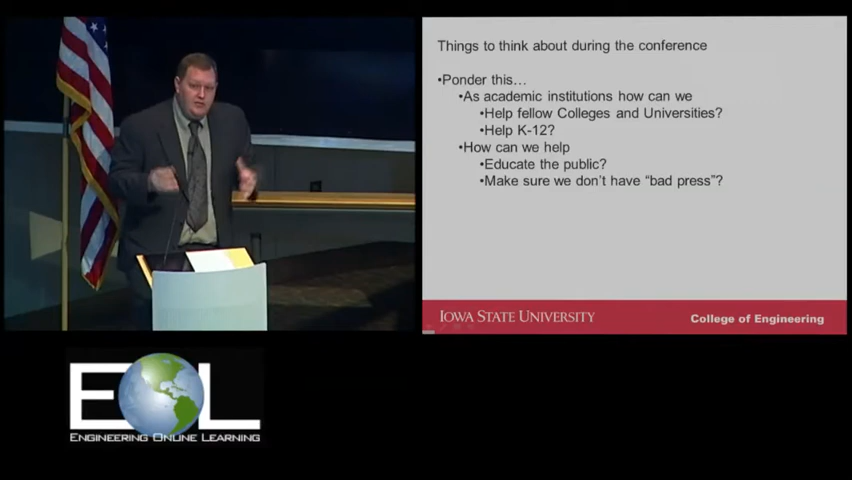 Things to think about during the conference
•Ponder this…
•As academic institutions how can we
•Help fellow Colleges and Universities?
•Help K-12?
•How can we help
•Educate the public?
•Make sure we don't have “bad press”?
IOWA STATE UNIVERSITY
College of Engineering
EOL
ENGINEERING ONLINE LEARNING